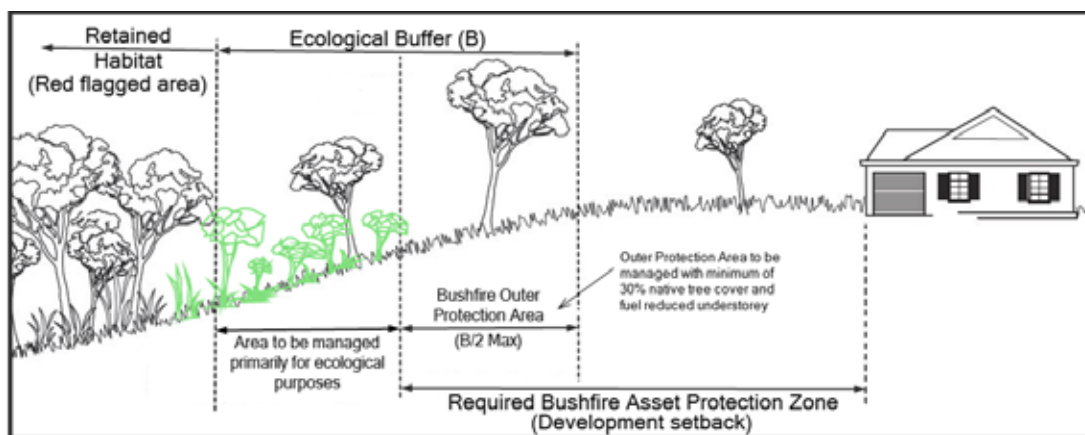 Retained
Habitat
(Red flagged area)
Ecological Buffer (B)
Outer Protection Area to be
managed with minimum of
30% native tree cover and
fuel reduced understorey
Bushfire Outer
Protection Area
(B/2 Max)
Area to be managed
primarily for ecological
purposes
Required Bushfire Asset Protection Zone
(Development setback)